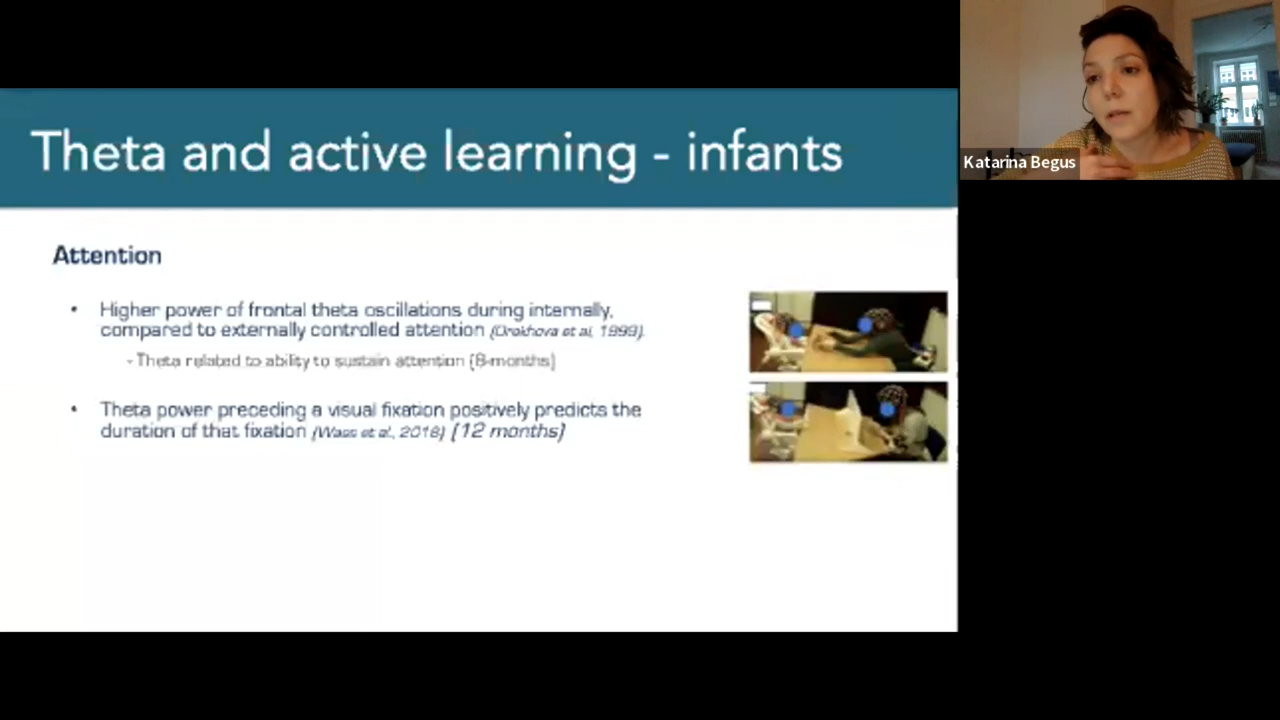 Theta and active learning - infants
Katarina Begus
Attention
• Higher power of frontal theta oscillations during internally,
compared to externally controlled attention (Orekhova et al, 1999).
- Theta related to ability to sustain attention (8-months)
• Theta power preceding a visual fixation positively predicts the
duration of that fixation (Wass et al., 2018) (12 months)